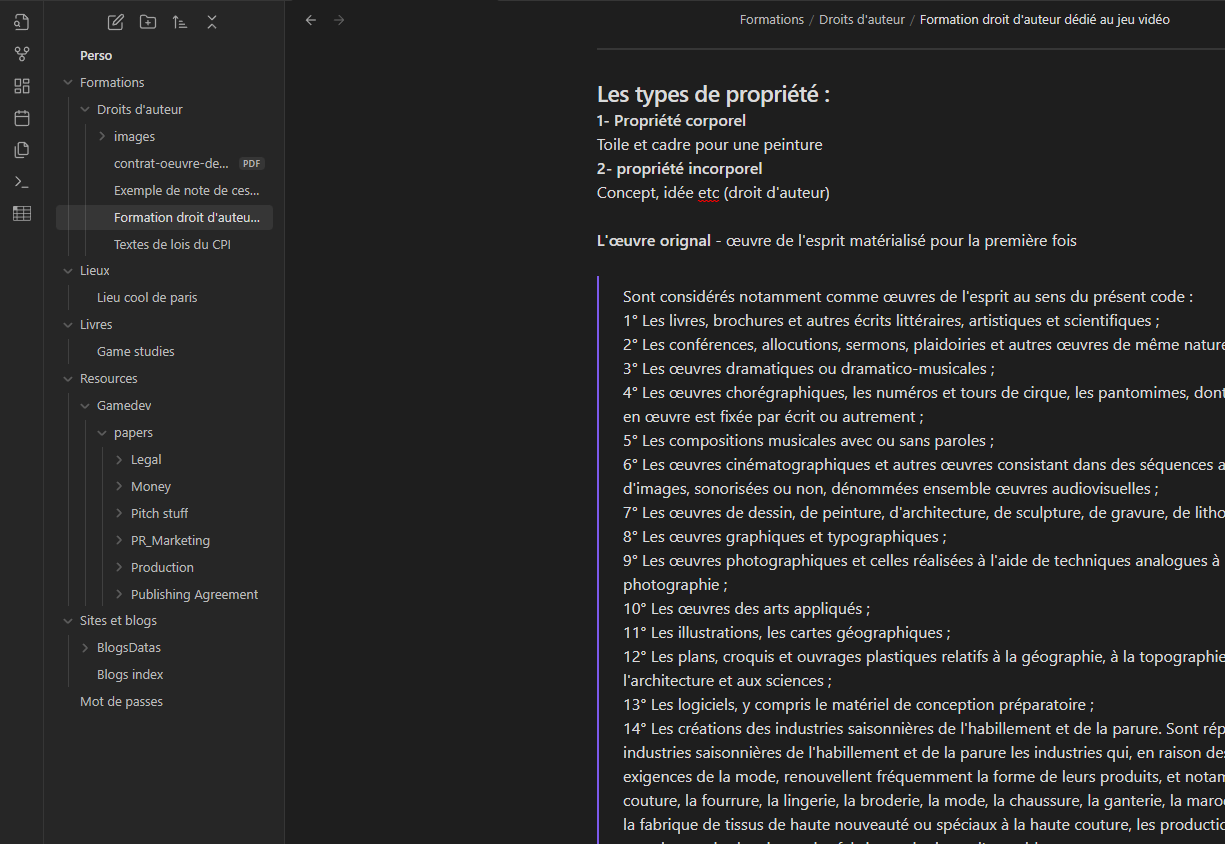 Perso
Formations
Droits d'auteur
images
contrat-oeuvre-de... PDF
Exemple de note de ces...
Formation droit d'auteu...
Textes de lois du CPI
Lieux
Lieu cool de paris
Livres
Game studies
Resources
Gamedev
papers
Legal
Money
Pitch stuff
PR_Marketing
Production
Publishing Agreement
Sites et blogs
BlogsDatas
Blogs index
Mot de passes
Formations / Droits d'auteur / Formation droit d'auteur dédié au jeu vidéo
Les types de propriété :
1- Propriété corporel
Toile et cadre pour une peinture
2- propriété incorporel
Concept, idée etc (droit d'auteur)
L'œuvre orignal - œuvre de l'esprit matérialisé pour la première fois
Sont considérés notamment comme œuvres de l'esprit au sens du présent code :
1° Les livres, brochures et autres écrits littéraires, artistiques et scientifiques ;
2° Les conférences, allocutions, sermons, plaidoiries et autres œuvres de même nature
3° Les œuvres dramatiques ou dramatico-musicales ;
4° Les œuvres chorégraphiques, les numéros et tours de cirque, les pantomimes, dont
en œuvre est fixée par écrit ou autrement ;
5° Les compositions musicales avec ou sans paroles ;
6° Les œuvres cinématographiques et autres œuvres consistant dans des séquences a
d'images, sonorisées ou non, dénommées ensemble œuvres audiovisuelles ;
7° Les œuvres de dessin, de peinture, d'architecture, de sculpture, de gravure, de litho
8° Les œuvres graphiques et typographiques ;
9° Les œuvres photographiques et celles réalisées à l'aide de techniques analogues à
photographie ;
10° Les œuvres des arts appliqués ;
11° Les illustrations, les cartes géographiques ;
12° Les plans, croquis et ouvrages plastiques relatifs à la géographie, à la topographie
l'architecture et aux sciences ;
13° Les logiciels, y compris le matériel de conception préparatoire ;
14° Les créations des industries saisonnières de l'habillement et de la parure. Sont rép
industries saisonnières de l'habillement et de la parure les industries qui, en raison des
exigences de la mode, renouvellent fréquemment la forme de leurs produits, et notam
couture, la fourrure, la lingerie, la broderie, la mode, la chaussure, la ganterie, la maro
la fabrique de tissus de haute nouveauté ou spéciaux à la haute couture, les productio